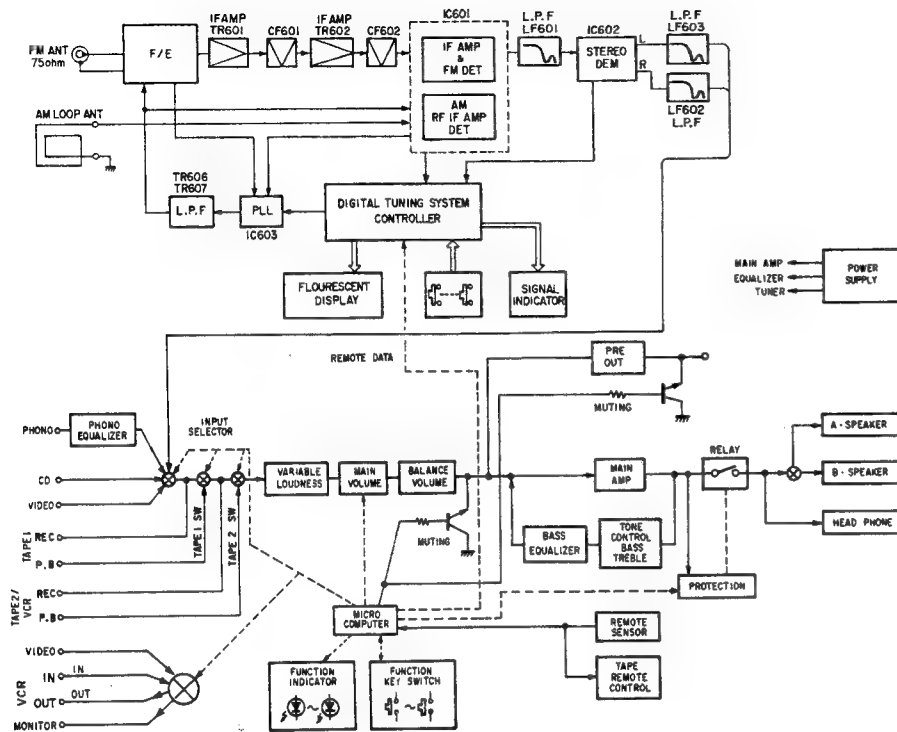 FM ANT
75ohm
F/E
IF AMP
TR601
CF601
IF AMP
TR602
CF602
IC601
IF AMP
&
FM DET
AM
RF IF AMP
DET
L.P.F
LF601
IC602
STEREO
DEM
L
R
L.P.F
LF603
LF602
L.P.F
AM LOOP ANT
TR606
TR607
L.P.F
PLL
IC603
DIGITAL TUNING SYSTEM
CONTROLLER
FLOURESCENT
DISPLAY
SIGNAL
INDICATOR
MAIN AMP
EQUALIZER
TUNER
POWER
SUPPLY
REMOTE DATA
PRE
OUT
MUTING
PHONO
PHONO
EQUALIZER
INPUT
SELECTOR
CD
VIDEO
TAPE1
REC
P.B
TAPE2/
VCR
REC
P.B
TAPE 1 SW
TAPE 2 SW
VARIABLE
LOUDNESS
MAIN
VOLUME
BALANCE
VOLUME
MUTING
MAIN
AMP
BASS
EQUALIZER
TONE
CONTROL
BASS
TREBLE
RELAY
A-SPEAKER
B-SPEAKER
HEAD PHONE
PROTECTION
MICRO
COMPUTER
REMOTE
SENSOR
TAPE
REMOTE
CONTROL
FUNCTION
INDICATOR
FUNCTION
KEY SWITCH
VCR
VIDEO
IN
IN
OUT
OUT
MONITOR